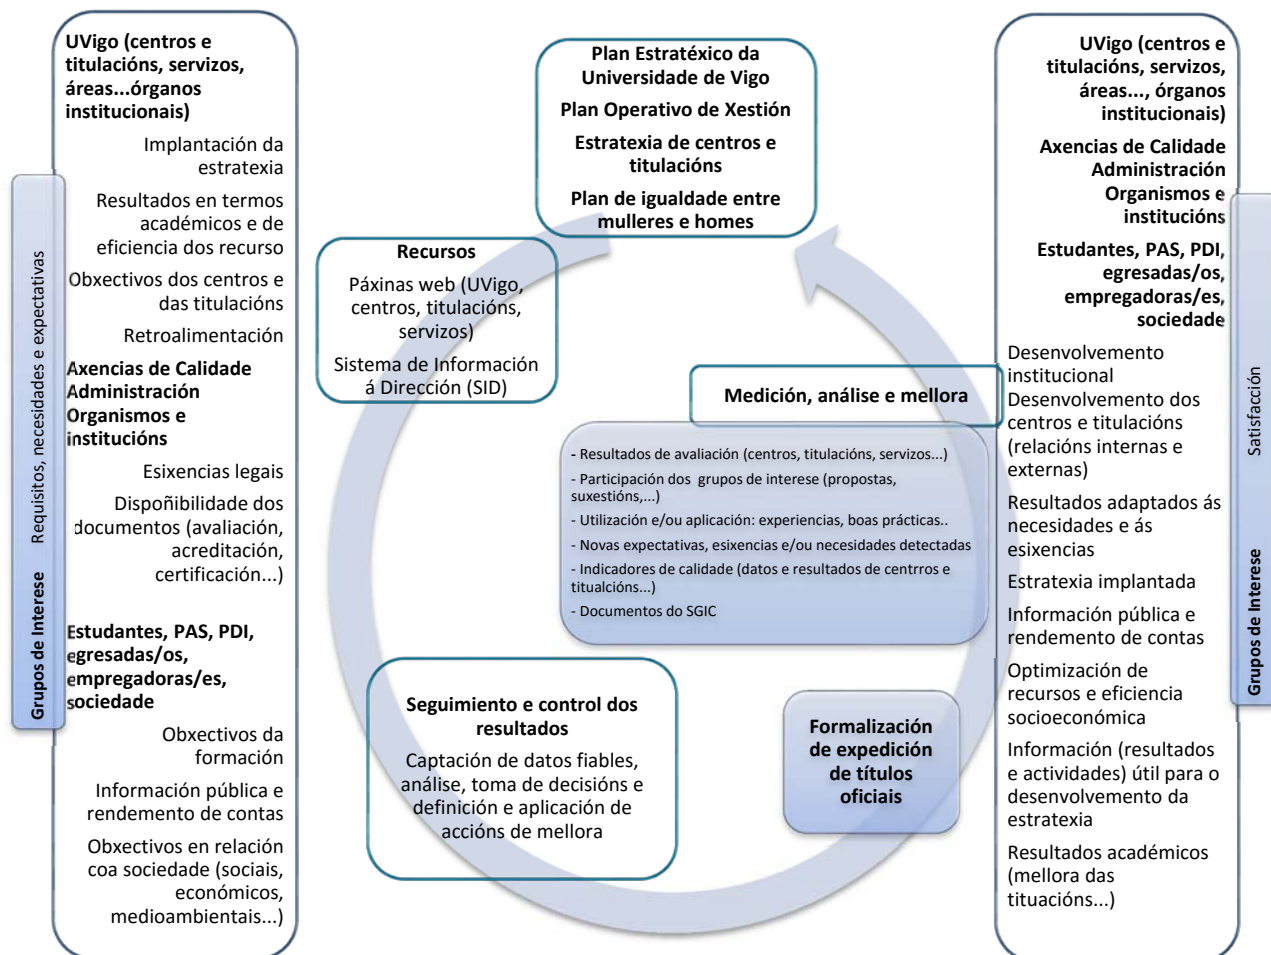 UVigo (centros e
titulacións, servizos,
áreas...órganos
institucionais)
Implantación da
estratexia
Resultados en termos
académicos e de
eficiencia dos recurso
Obxectivos dos centros e
das titulacións
Retroalimentación
Axencias de Calidade
Administración
Organismos e
institucións
Esixencias legais
Dispoñibilidade dos
documentos (avaliación,
acreditación,
certificación...)
Estudantes, PAS, PDI,
egresadas/os,
empregadoras/es,
sociedade
Obxectivos da
formación
Información pública e
rendemento de contas
Obxectivos en relación
coa sociedade (sociais,
económicos,
medioambientais...)
Grupos de Interese Requisitos, necesidades e expectativas
Plan Estratéxico da
Universidade de Vigo
Plan Operativo de Xestión
Estratexia de centros e
titulacións
Plan de igualdade entre
mulleres e homes
Recursos
Páxinas web (UVigo,
centros, titulacións,
servizos)
Sistema de Información
á Dirección (SID)
Medición, análise e mellora
- Resultados de avaliación (centros, titulacións, servizos...)
- Participación dos grupos de interese (propostas,
suxestións,...)
- Utilización e/ou aplicación: experiencias, boas prácticas..
- Novas expectativas, esixencias e/ou necesidades detectadas
- Indicadores de calidade (datos e resultados de centrros e
titualcións...)
- Documentos do SGIC
Seguimiento e control dos
resultados
Captación de datos fiables,
análise, toma de decisións e
definición e aplicación de
accións de mellora
Formalización
de expedición
de títulos
oficiais
UVigo (centros e
titulacións, servizos,
áreas..., órganos
institucionais)
Axencias de Calidade
Administración
Organismos e
institucións
Estudantes, PAS, PDI,
egresadas/os,
empregadoras/es,
sociedade
Desenvolvemento
institucional
Desenvolvemento dos
centros e titulacións
(relacións internas e
externas)
Resultados adaptados ás
necesidades e ás
esixencias
Estratexia implantada
Información pública e
rendemento de contas
Optimización de
recursos e eficiencia
socioeconómica
Información (resultados
e actividades) útil para o
desenvolvemento da
estratexia
Resultados académicos
(mellora das
tituacións...)
Grupos de Interese Satisfacción